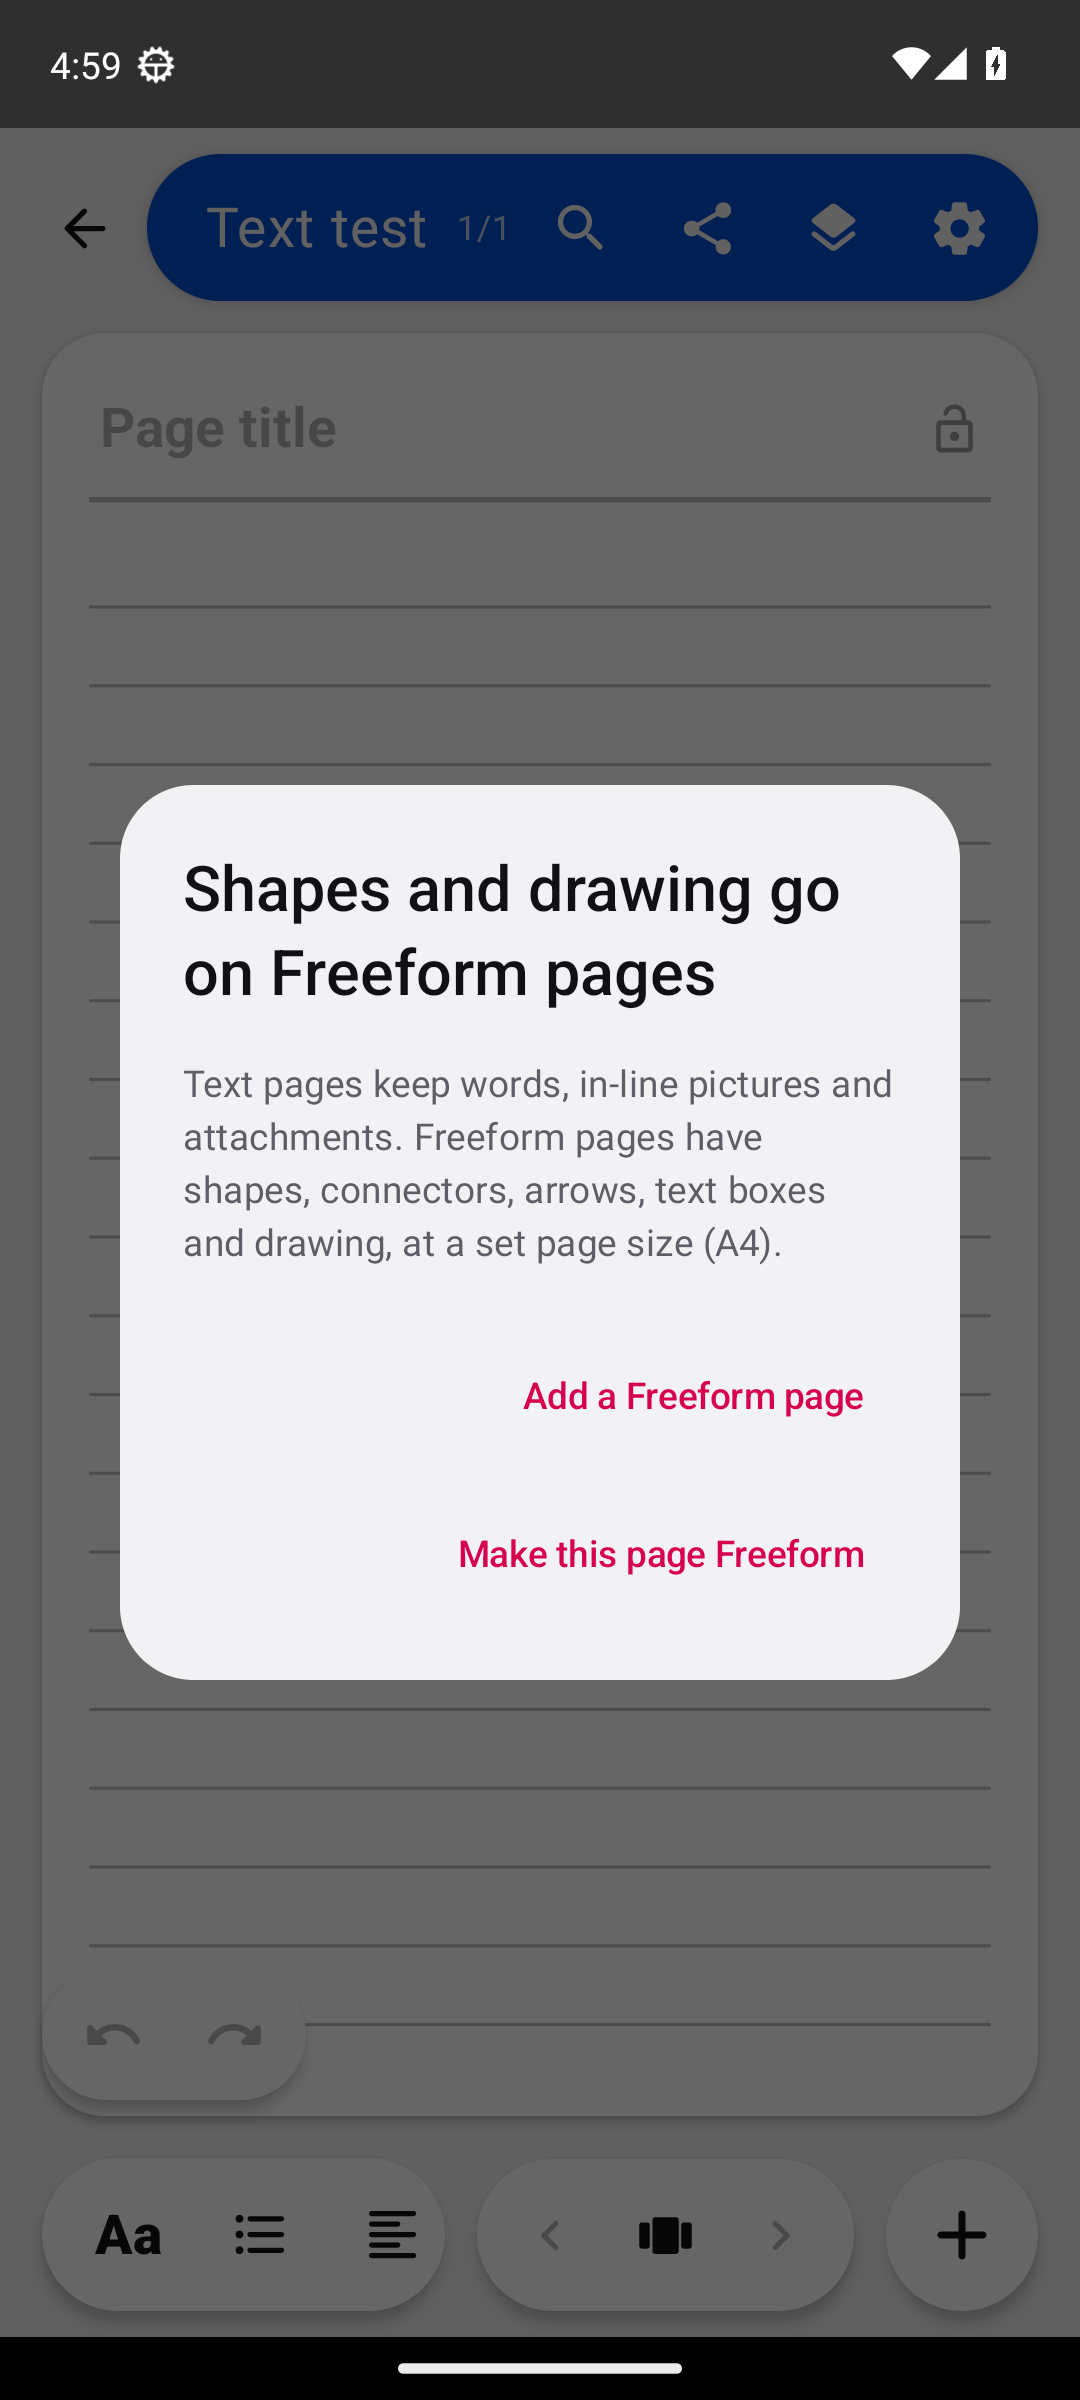 4:59
Text test 1/1
Page title
Shapes and drawing go
on Freeform pages
Text pages keep words, in-line pictures and
attachments. Freeform pages have
shapes, connectors, arrows, text boxes
and drawing, at a set page size (A4).
Add a Freeform page
Make this page Freeform
Aa